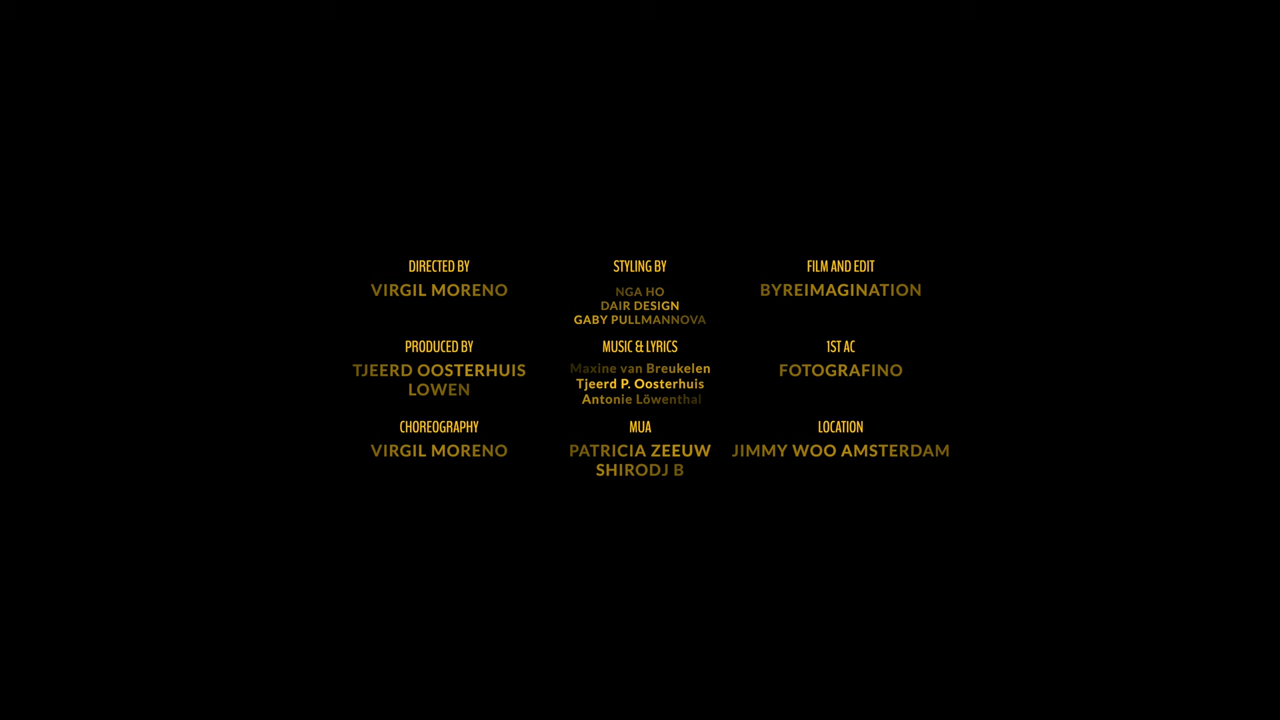 DIRECTED BY
VIRGIL MORENO
STYLING BY
NGA HO
DAIR DESIGN
GABY PULLMANNOVA
FILM AND EDIT
BYREIMAGINATION
PRODUCED BY
TJEERD OOSTERHUIS
LOWEN
MUSIC & LYRICS
Maxine van Breukelen
Tjeerd P. Oosterhuis
Antonie Löwenthal
1ST AC
FOTOGRAFINO
CHOREOGRAPHY
VIRGIL MORENO
MUA
PATRICIA ZEEUW
SHIRODJ B
LOCATION
JIMMY WOO AMSTERDAM